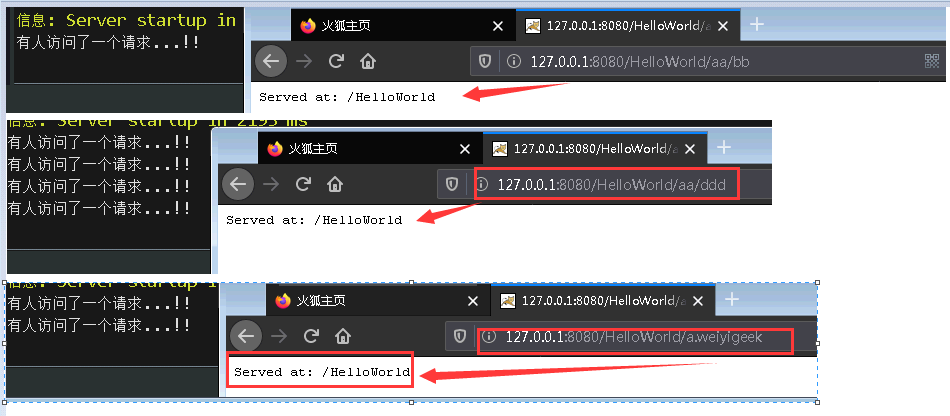 信息: Server startup in
有人访问了一个请求...!!
火狐主页
127.0.0.1:8080/HelloWorld/aa/bb
127.0.0.1:8080/HelloWorld/aa/bb
Served at: /HelloWorld
信息: Server startup in 2193 ms
有人访问了一个请求...!!
有人访问了一个请求...!!
有人访问了一个请求...!!
有人访问了一个请求...!!
火狐主页
127.0.0.1:8080/HelloWorld/a
127.0.0.1:8080/HelloWorld/aa/ddd
Served at: /HelloWorld
信息: Server startup i
有人访问了一个请求...!!
有人访问了一个请求...!!
火狐主页
127.0.0.1:8080/HelloWorld/a
127.0.0.1:8080/HelloWorld/a.weiyigeek
Served at: /HelloWorld